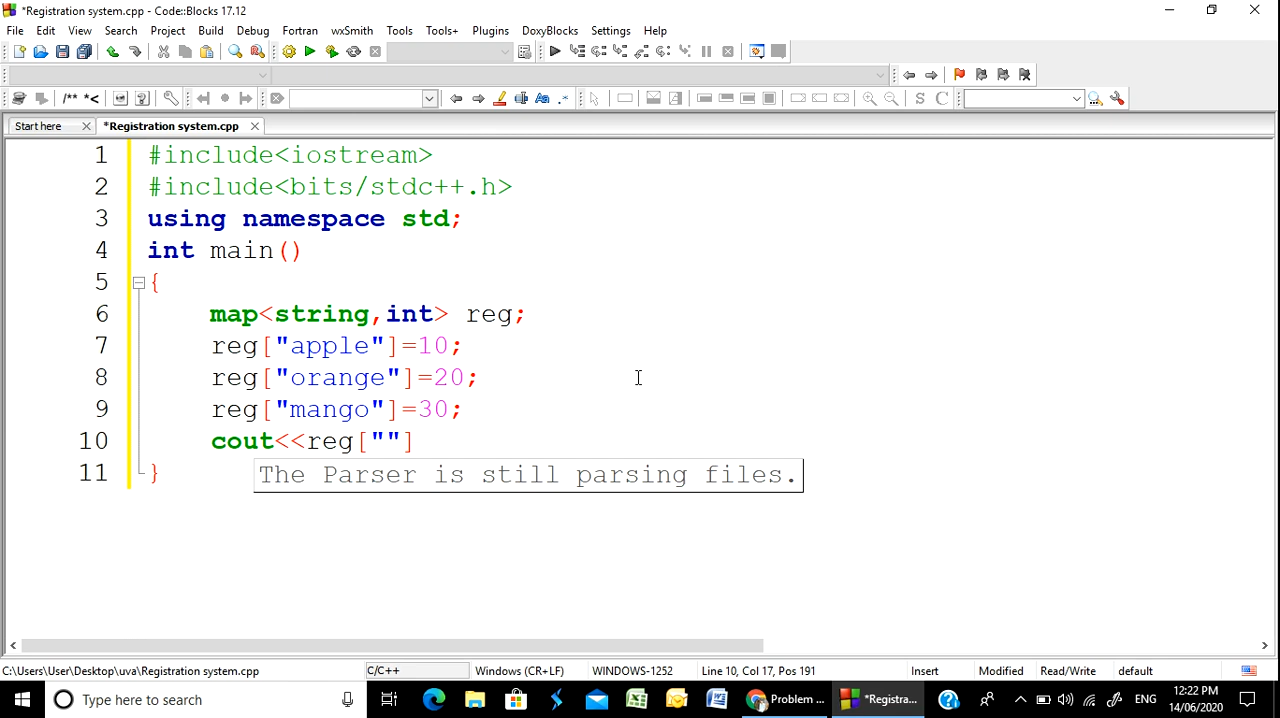 *Registration system.cpp - Code::Blocks 17.12
File Edit View Search Project Build Debug Fortran wxSmith Tools Tools+ Plugins DoxyBlocks Settings Help
/** *< Aa .* S C
Start here *Registration system.cpp
1 #include<iostream>
2 #include<bits/stdc++.h>
3 using namespace std;
4 int main()
5 {
6 map<string,int> reg;
7 reg["apple"]=10;
8 reg["orange"]=20;
9 reg["mango"]=30;
10 cout<<reg[""]
11 }
The Parser is still parsing files.
C:\Users\User\Desktop\uva\Registration system.cpp C/C++ Windows (CR+LF) WINDOWS-1252 Line 10, Col 17, Pos 191 Insert Modified Read/Write default
Type here to search Problem ... *Registra... ENG 12:22 PM
14/06/2020